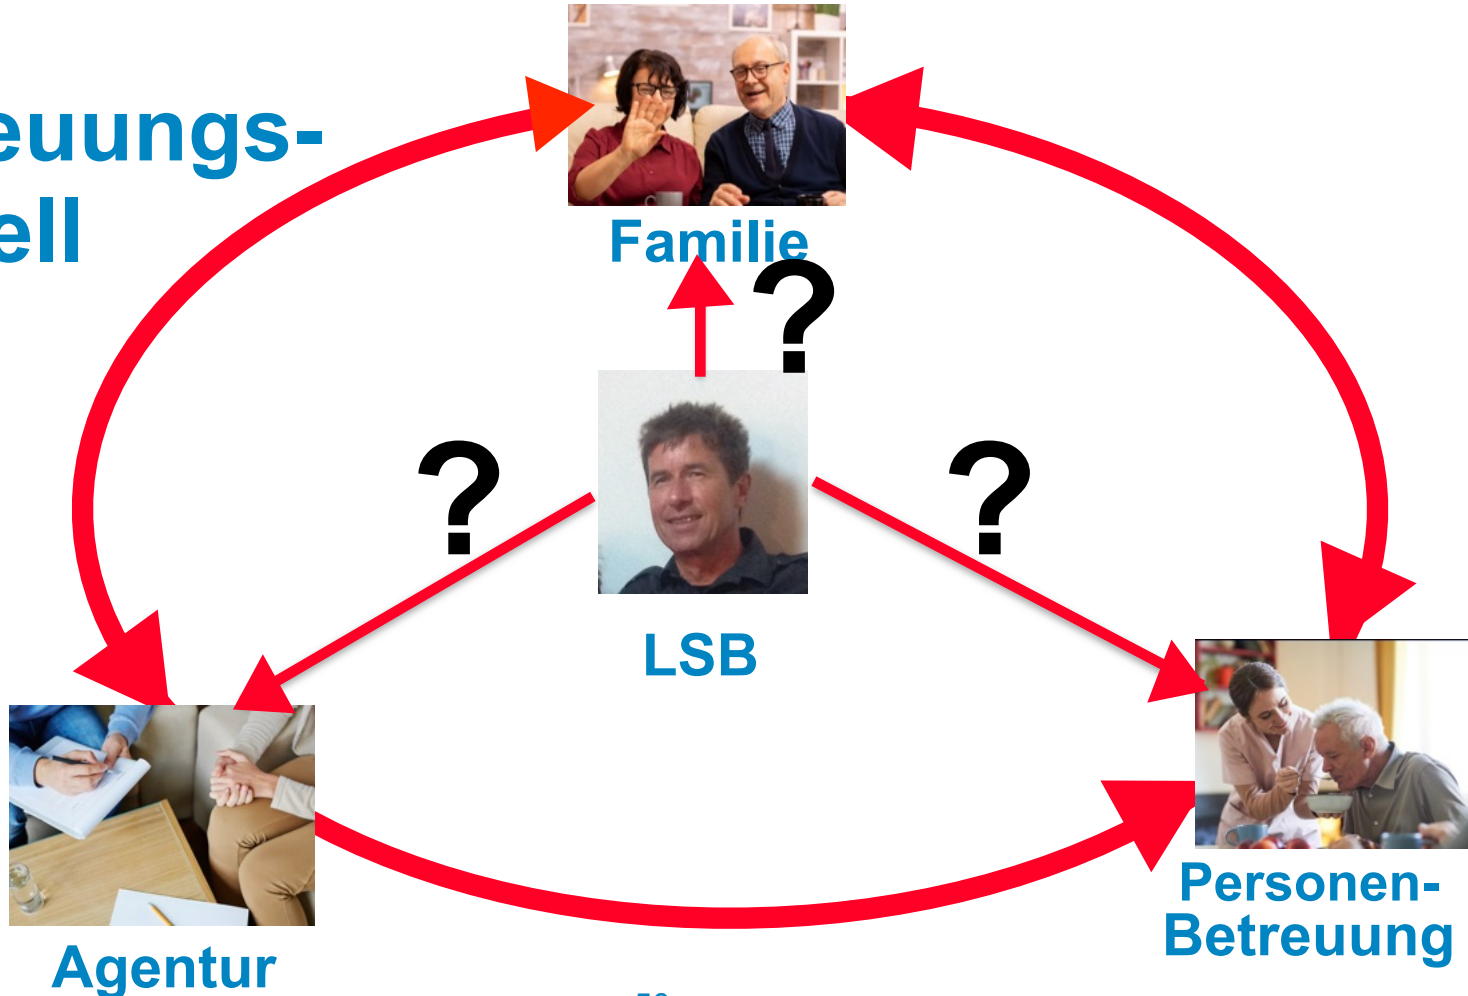 euungs-
ell
Familie
?
?
?
LSB
Personen-
Betreuung
Agentur